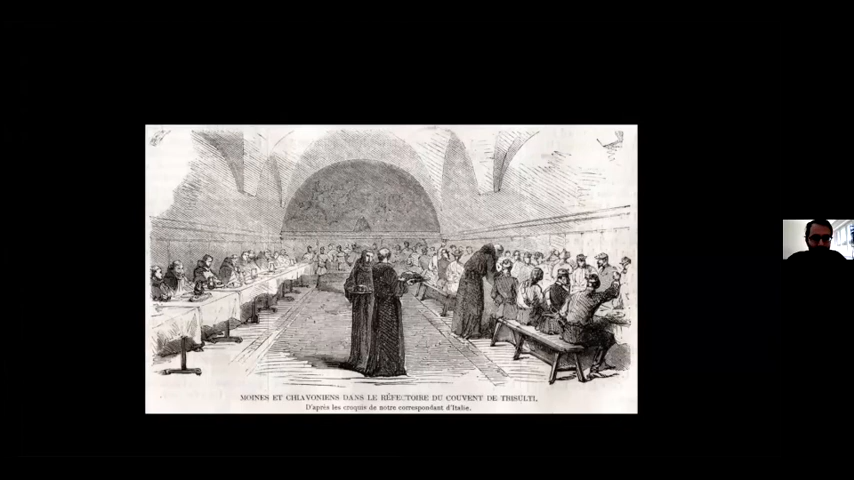 MOINES ET CHIAVONIENS DANS LE RÉFECTOIRE DU COUVENT DE TRISULTI.
D'après les croquis de notre correspondant d'Italie.